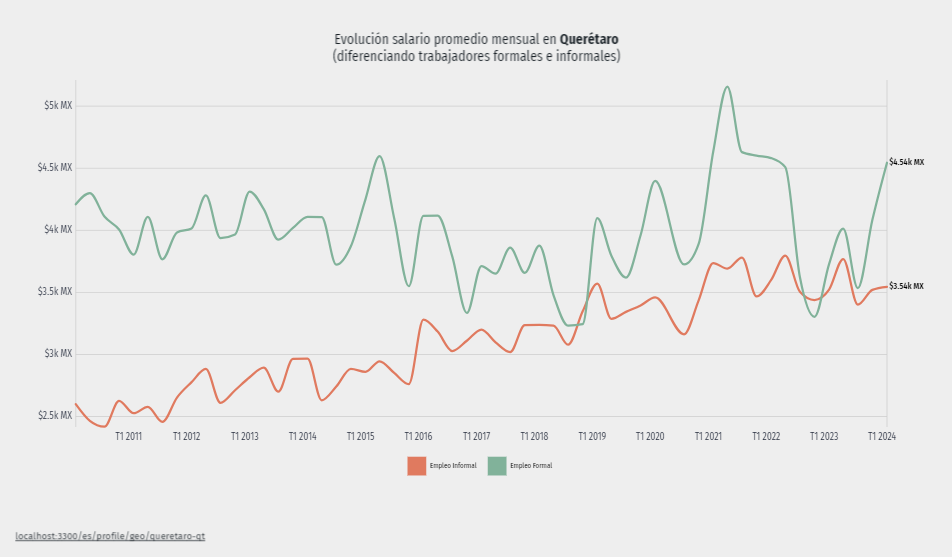 Evolución salario promedio mensual en Querétaro
(diferenciando trabajadores formales e informales)
$5k MX
$4.5k MX
$4k MX
$3.5k MX
$3k MX
$2.5k MX
$4.54k MX
$3.54k MX
T1 2011 T1 2012 T1 2013 T1 2014 T1 2015 T1 2016 T1 2017 T1 2018 T1 2019 T1 2020 T1 2021 T1 2022 T1 2023 T1 2024
Empleo Informal Empleo Formal
localhost:3300/es/profile/geo/queretaro-qt